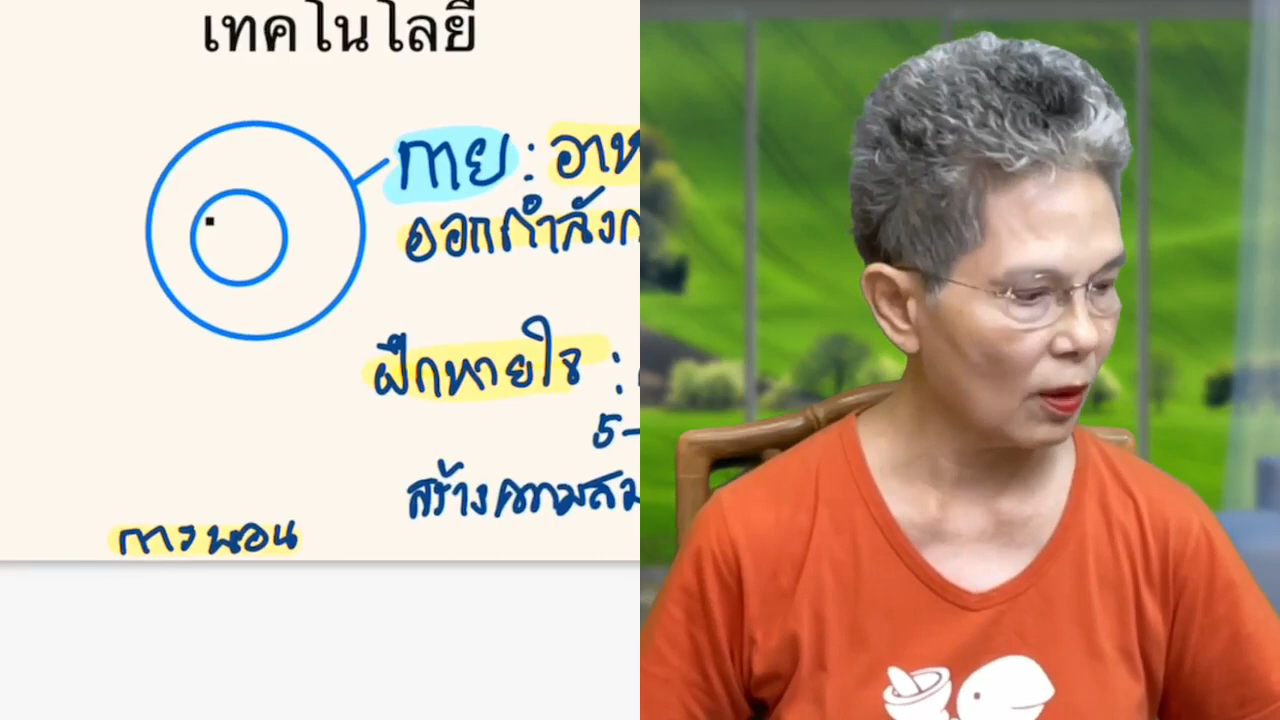 เทคโนโลยี
กาย : อาห
ออกกำลังก
ฝึกหายใจ :
5-
สร้างความสม
การนอน